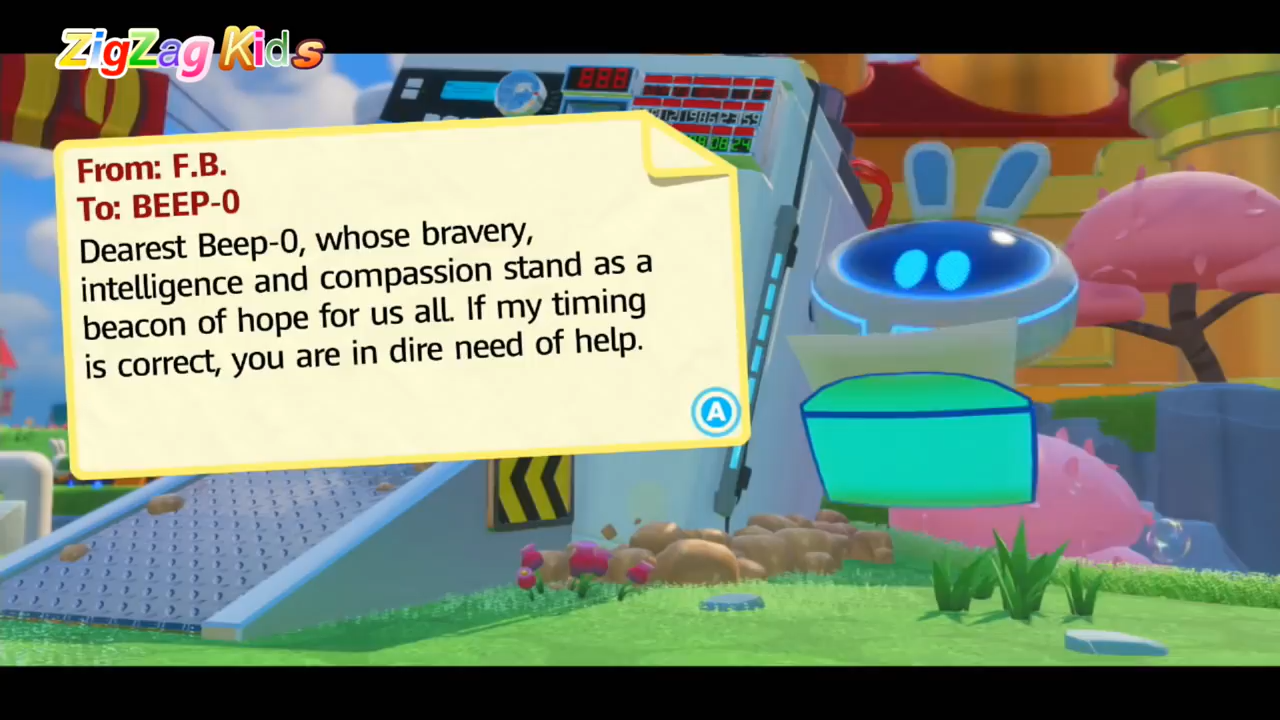 ZigZag Kids
888
From: F.B.
To: BEEP-0
Dearest Beep-0, whose bravery,
intelligence and compassion stand as a
beacon of hope for us all. If my timing
is correct, you are in dire need of help.
A